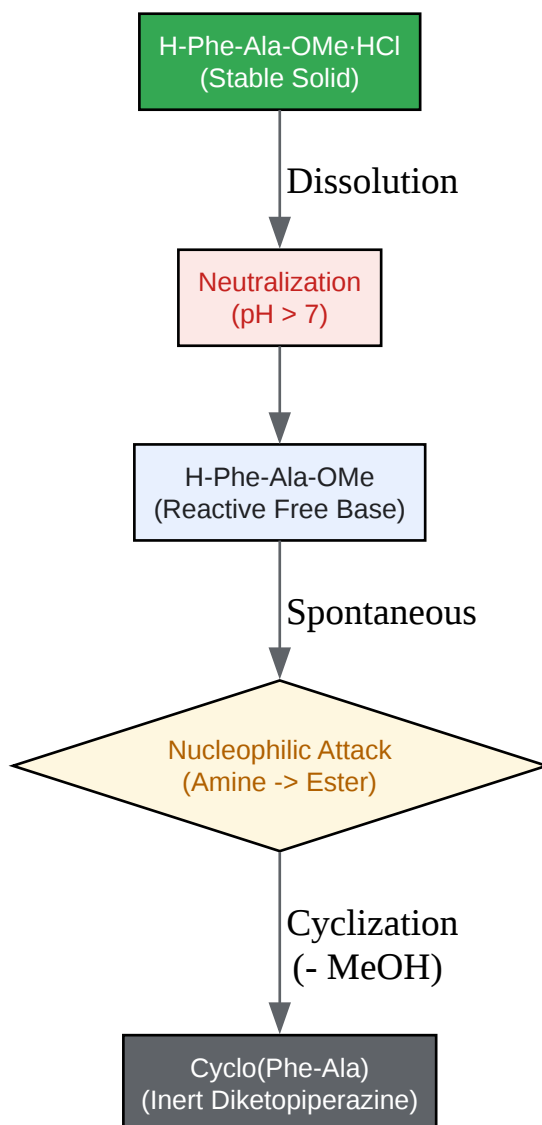 H-Phe-Ala-OMe·HCl
(Stable Solid)
Dissolution
Neutralization
(pH > 7)
H-Phe-Ala-OMe
(Reactive Free Base)
Spontaneous
Nucleophilic Attack
(Amine -> Ester)
Cyclization
(- MeOH)
Cyclo(Phe-Ala)
(Inert Diketopiperazine)